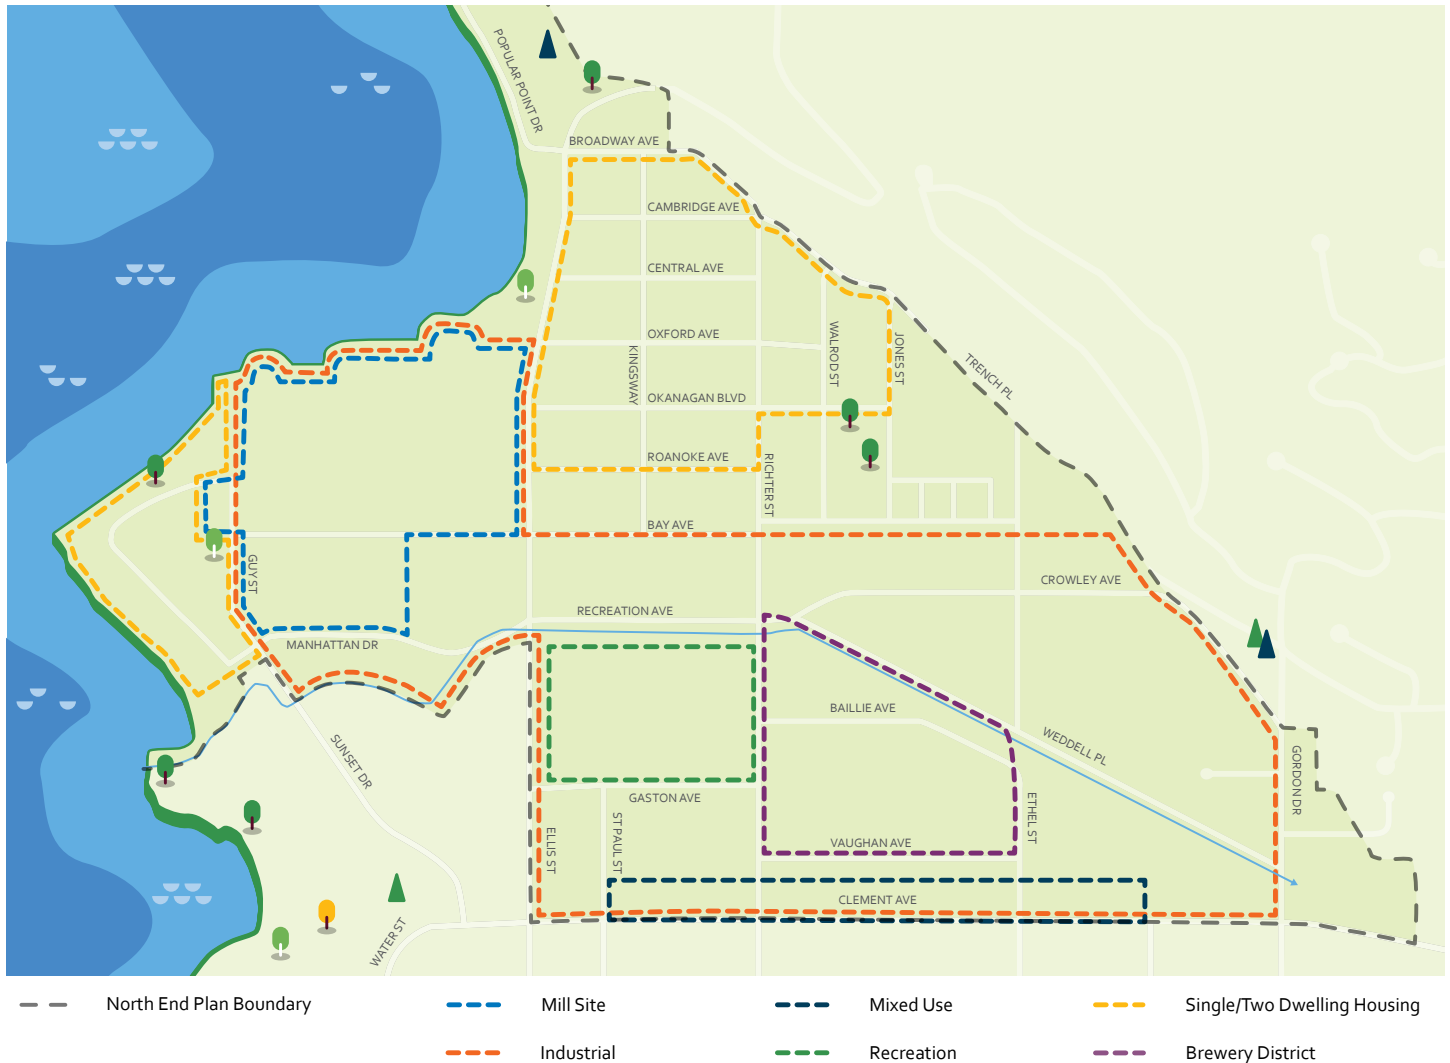 POPULAR POINT DR
BROADWAY AVE
CAMBRIDGE AVE
CENTRAL AVE
OXFORD AVE
KINGSWAY
WALROD ST
JONES ST
TRENCH PL
OKANAGAN BLVD
ROANOKE AVE
RICHTER ST
BAY AVE
GUY ST
CROWLEY AVE
RECREATION AVE
MANHATTAN DR
BAILLIE AVE
WEDDELL PL
SUNSET DR
GORDON DR
GASTON AVE
ETHEL ST
ELLIS ST
ST PAUL ST
VAUGHAN AVE
CLEMENT AVE
WATER ST
North End Plan Boundary
Mill Site
Mixed Use
Single/Two Dwelling Housing
Industrial
Recreation
Brewery District